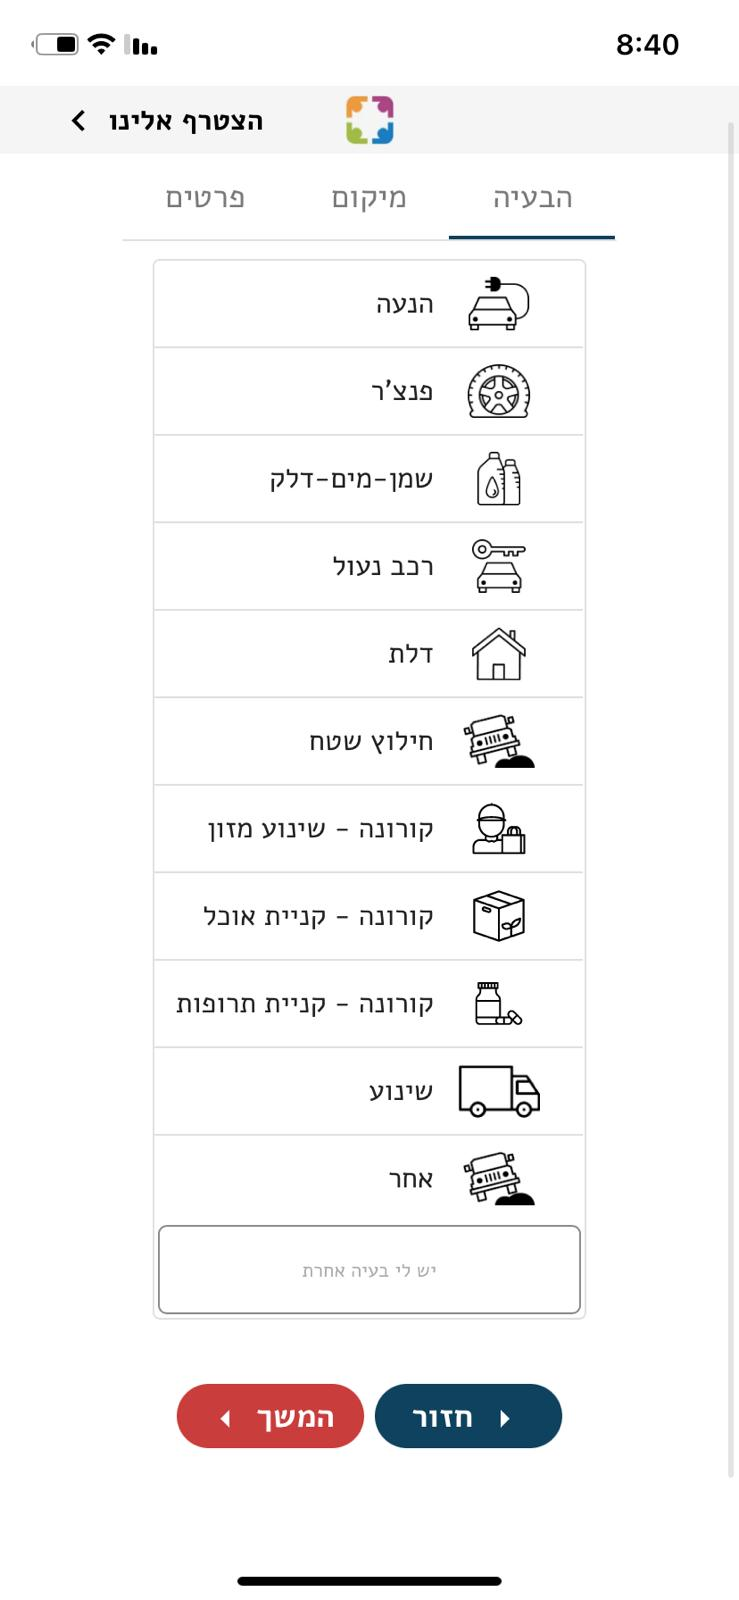 8:40
הצטרף אלינו
הבעיה
מיקום
פרטים
הנעה
פנצ'ר
שמן-מים-דלק
רכב נעול
דלת
חילוץ שטח
קורונה - שינוע מזון
קורונה - קניית אוכל
קורונה - קניית תרופות
שינוע
אחר
יש לי בעיה אחרת
חזור
המשך